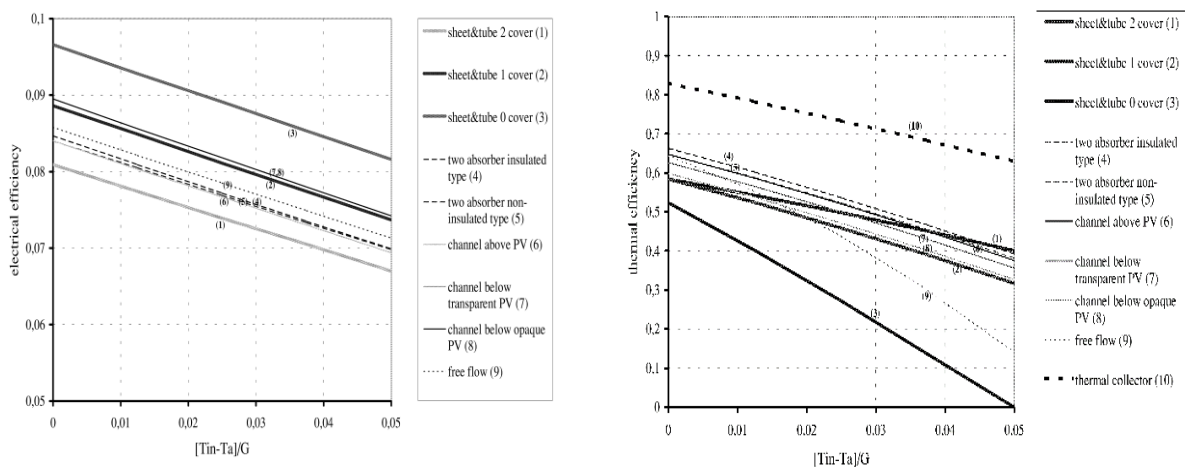 0,1
0,09
0,08
0,07
0,06
0,05
electrical efficiency
(3)
(7,8)
(2)
(9)
(6) (5) (4)
(1)
0 0,01 0,02 0,03 0,04 0,05
[Tin-Ta]/G
sheet&tube 2 cover (1)
sheet&tube 1 cover (2)
sheet&tube 0 cover (3)
two absorber insulated
type (4)
two absorber non-
insulated type (5)
channel above PV (6)
channel below
transparent PV (7)
channel below opaque
PV (8)
free flow (9)
1
0.9
0.8
0.7
0.6
0.5
0.4
0.3
0.2
0.1
0
thermal efficiency
(10)
(4)
(5)
(1)
(7)
(8)
(6)
(2)
(9)
(3)
0 0.01 0.02 0.03 0.04 0.05
[Tin-Ta]/G
sheet&tube 2 cover (1)
sheet&tube 1 cover (2)
sheet&tube 0 cover (3)
two absorber insulated
type (4)
two absorber non-
insulated type (5)
channel above PV (6)
channel below
transparent PV (7)
channel below opaque
PV (8)
free flow (9)
thermal collector (10)